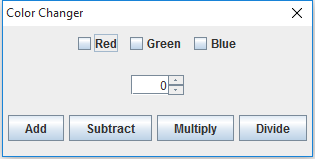 Color Changer
Red Green Blue
0
Add Subtract Multiply Divide